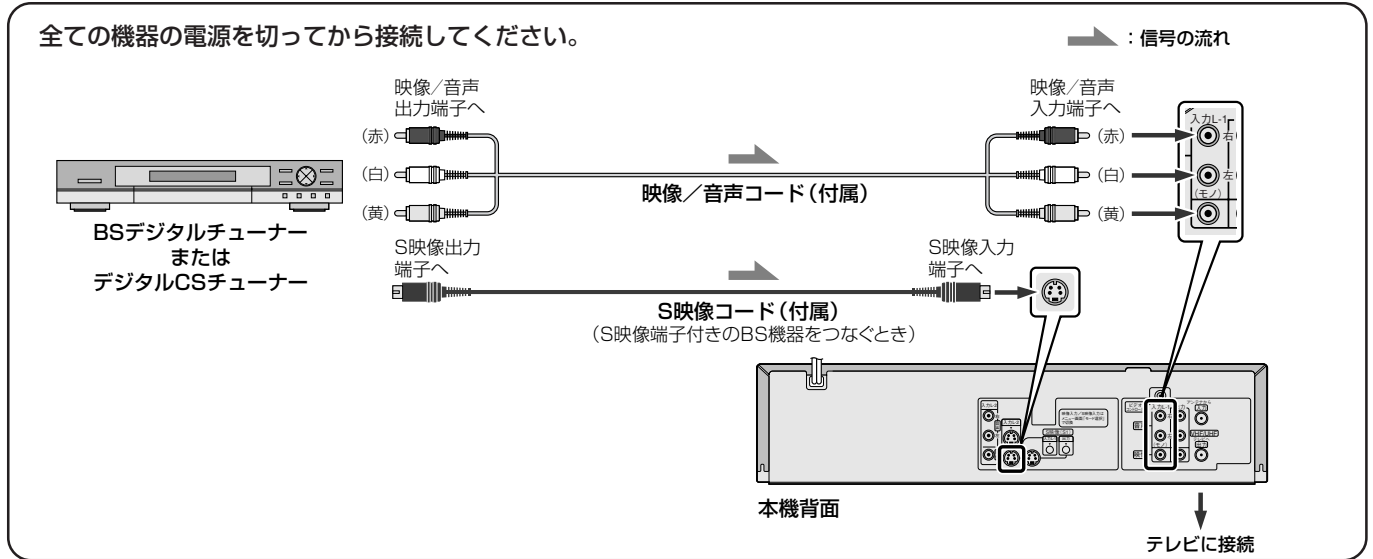 全ての機器の電源を切ってから接続してください。
：信号の流れ
映像／音声
出力端子へ
映像／音声
入力端子へ
（赤）
（白）
（黄）
（赤）
（白）
（黄）
入力L-1
右
左
（モノ）
映像／音声コード（付属）
BSデジタルチューナー
または
デジタルCSチューナー
S映像出力
端子へ
S映像入力
端子へ
S映像コード（付属）
（S映像端子付きのBS機器をつなぐとき）
入力L-1
VHF/UHF
本機背面
テレビに接続